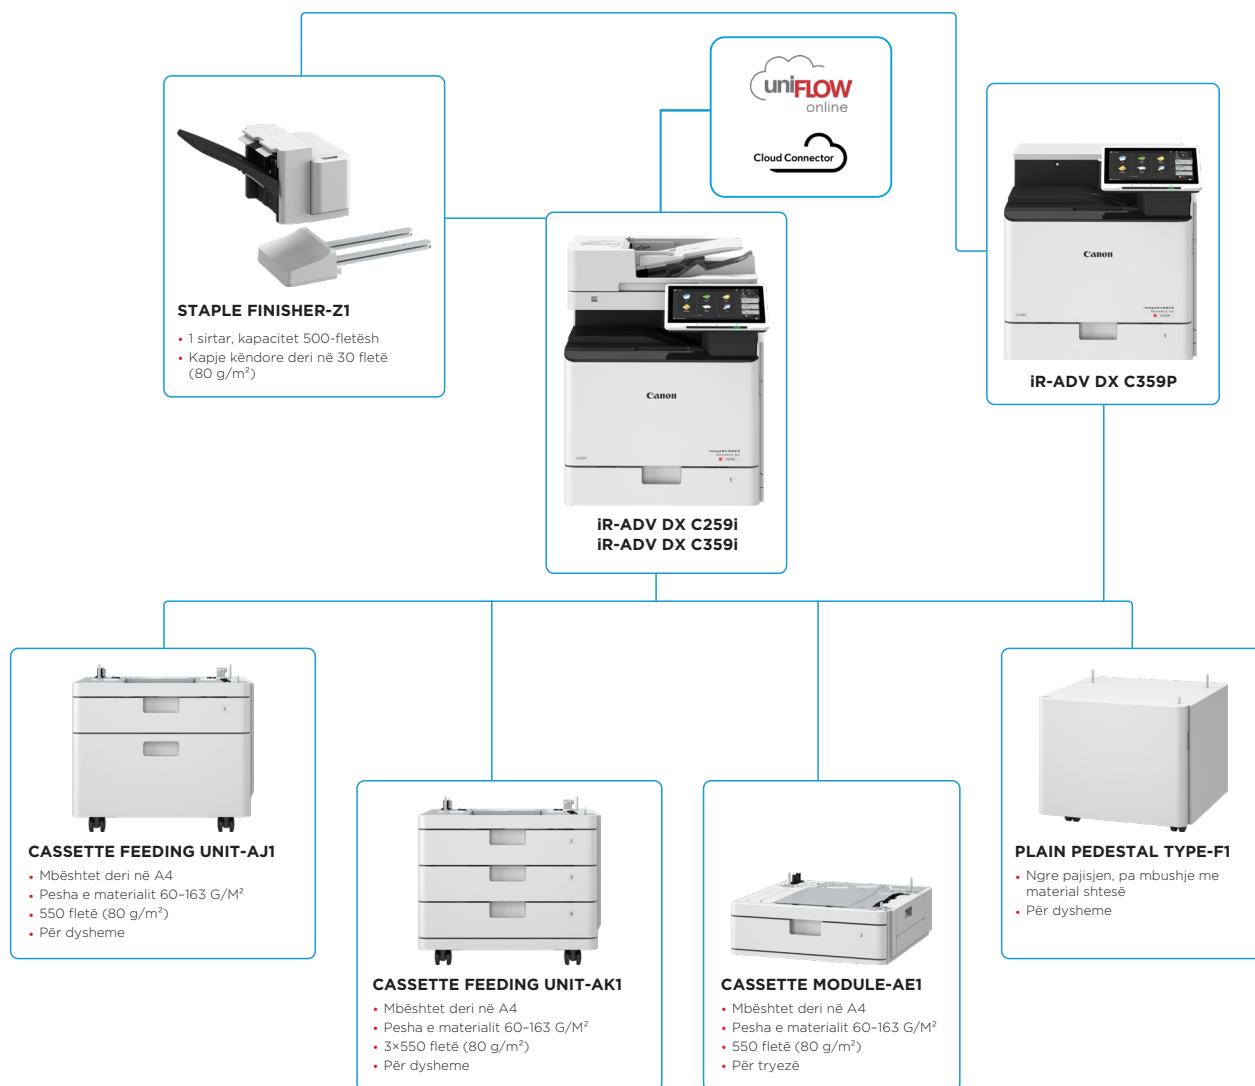 uniFLOW
online
Cloud Connector
STAPLE FINISHER-Z1
• 1 sirtar, kapacitet 500-fletësh
• Kapje këndore deri në 30 fletë
(80 g/m²)
Canon
iR-ADV DX C259i
iR-ADV DX C359i
Canon
1
iR-ADV DX C359P
CASSETTE FEEDING UNIT-AJ1
• Mbështet deri në A4
• Pesha e materialit 60–163 G/M²
• 550 fletë (80 g/m²)
• Për dysheme
2
3
4
CASSETTE FEEDING UNIT-AK1
• Mbështet deri në A4
• Pesha e materialit 60–163 G/M²
• 3×550 fletë (80 g/m²)
• Për dysheme
CASSETTE MODULE-AE1
• Mbështet deri në A4
• Pesha e materialit 60–163 G/M²
• 550 fletë (80 g/m²)
• Për tryezë
PLAIN PEDESTAL TYPE-F1
• Ngre pajisjen, pa mbushje me
material shtesë
• Për dysheme